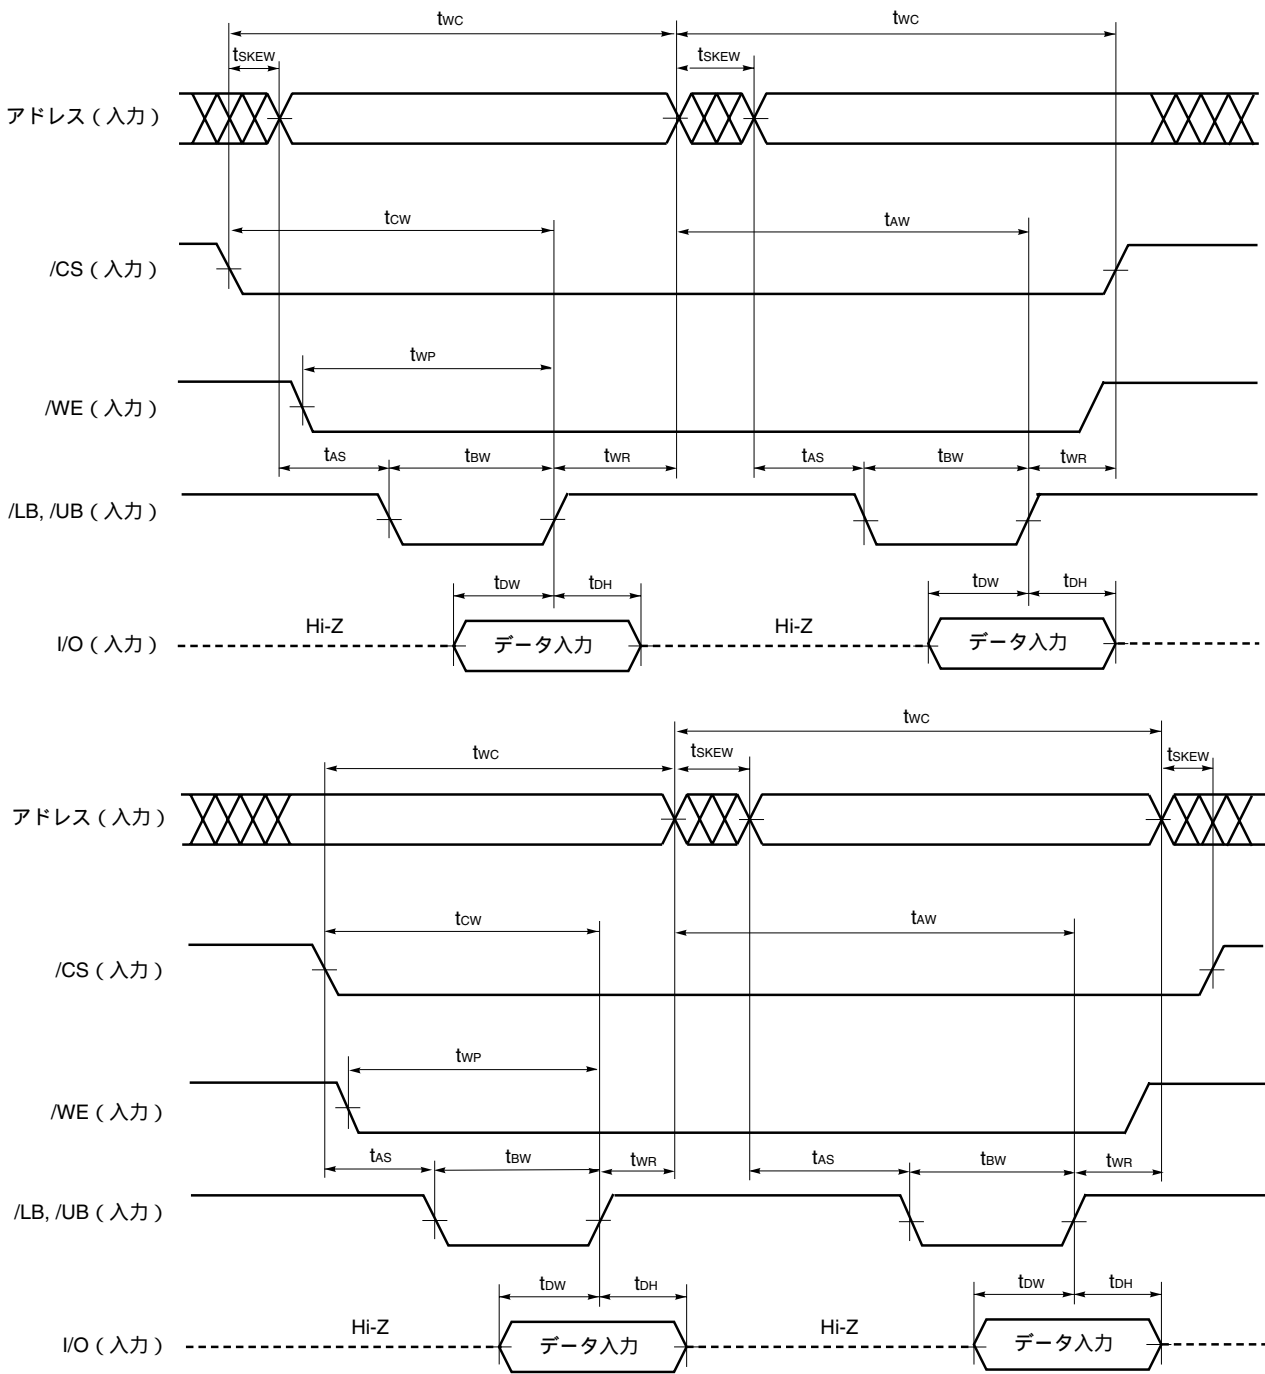 tWC tWC
tSKEW tSKEW
アドレス（入力）
tCW tAW
/CS（入力）
tWP
/WE（入力）
tAS tBW tWR tAS tBW tWR
/LB, /UB（入力）
tDW tDH tDW tDH
Hi-Z Hi-Z
I/O（入力） データ入力 データ入力
tWC
tWC tSKEW tSKEW
アドレス（入力）
tCW tAW
/CS（入力）
tWP
/WE（入力）
tAS tBW tWR tAS tBW tWR
/LB, /UB（入力）
tDW tDH tDW tDH
Hi-Z Hi-Z
I/O（入力） データ入力 データ入力